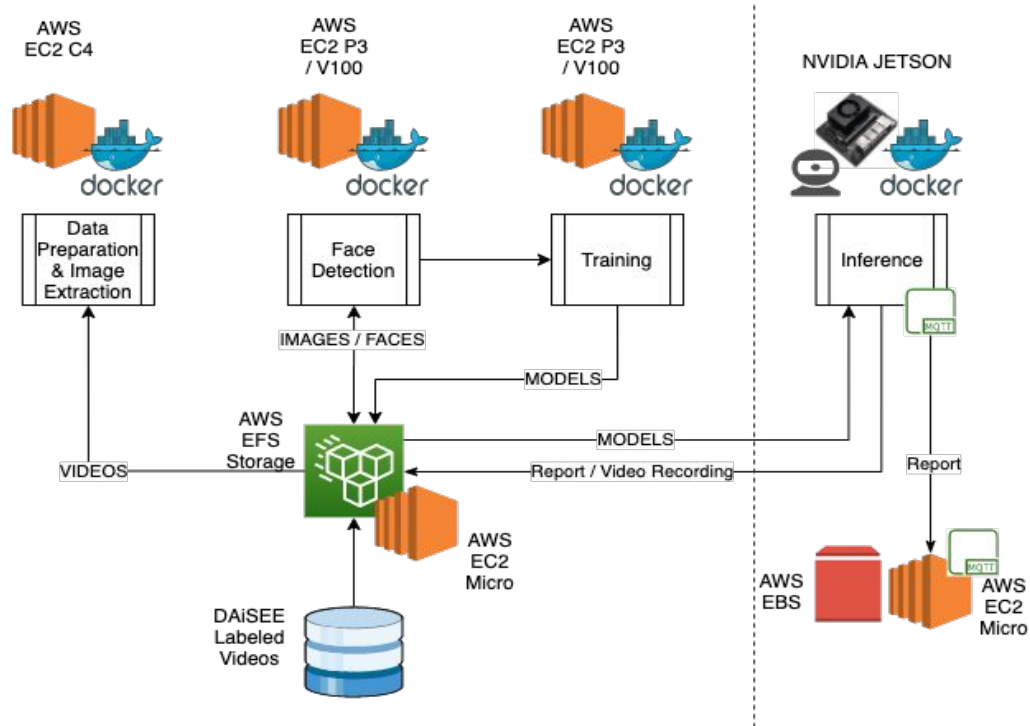 AWS
EC2 C4
AWS
EC2 P3
/ V100
AWS
EC2 P3
/ V100
NVIDIA JETSON
docker
docker
docker
docker
Data
Preparation
& Image
Extraction
Face
Detection
Training
Inference
MQTT
IMAGES / FACES
MODELS
AWS
EFS
Storage
MODELS
VIDEOS
Report / Video Recording
Report
AWS
EC2
Micro
MQTT
AWS
EBS
AWS
EC2
Micro
DAiSEE
Labeled
Videos